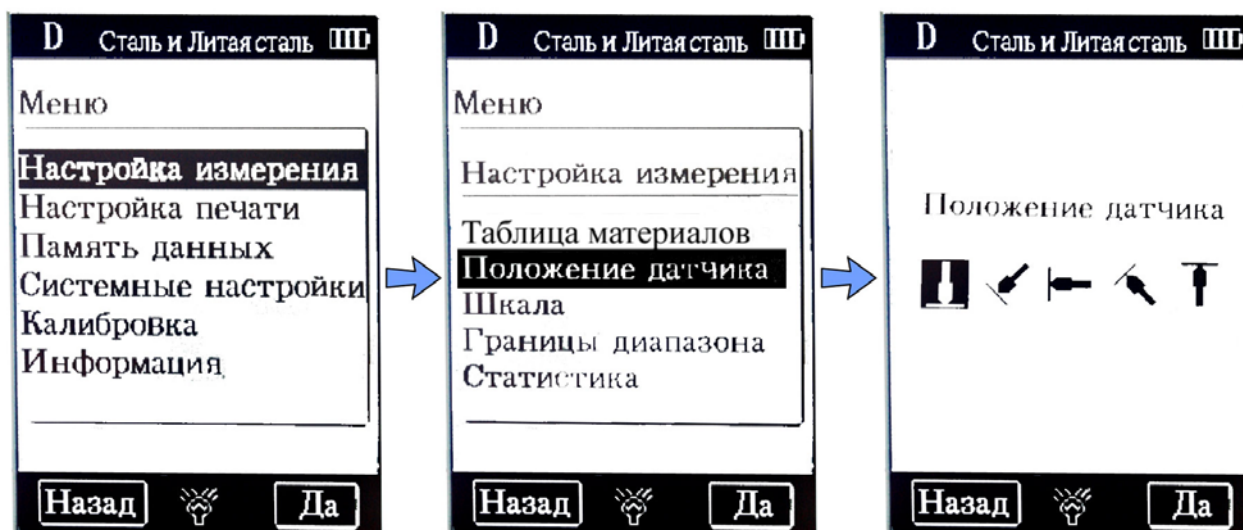 D Сталь и Литая сталь
Меню
Настройка измерения
Настройка печати
Память данных
Системные настройки
Калибровка
Информация
Назад Да
D Сталь и Литая сталь
Меню
Настройка измерения
Таблица материалов
Положение датчика
Шкала
Границы диапазона
Статистика
Назад Да
D Сталь и Литая сталь
Положение датчика
Назад Да